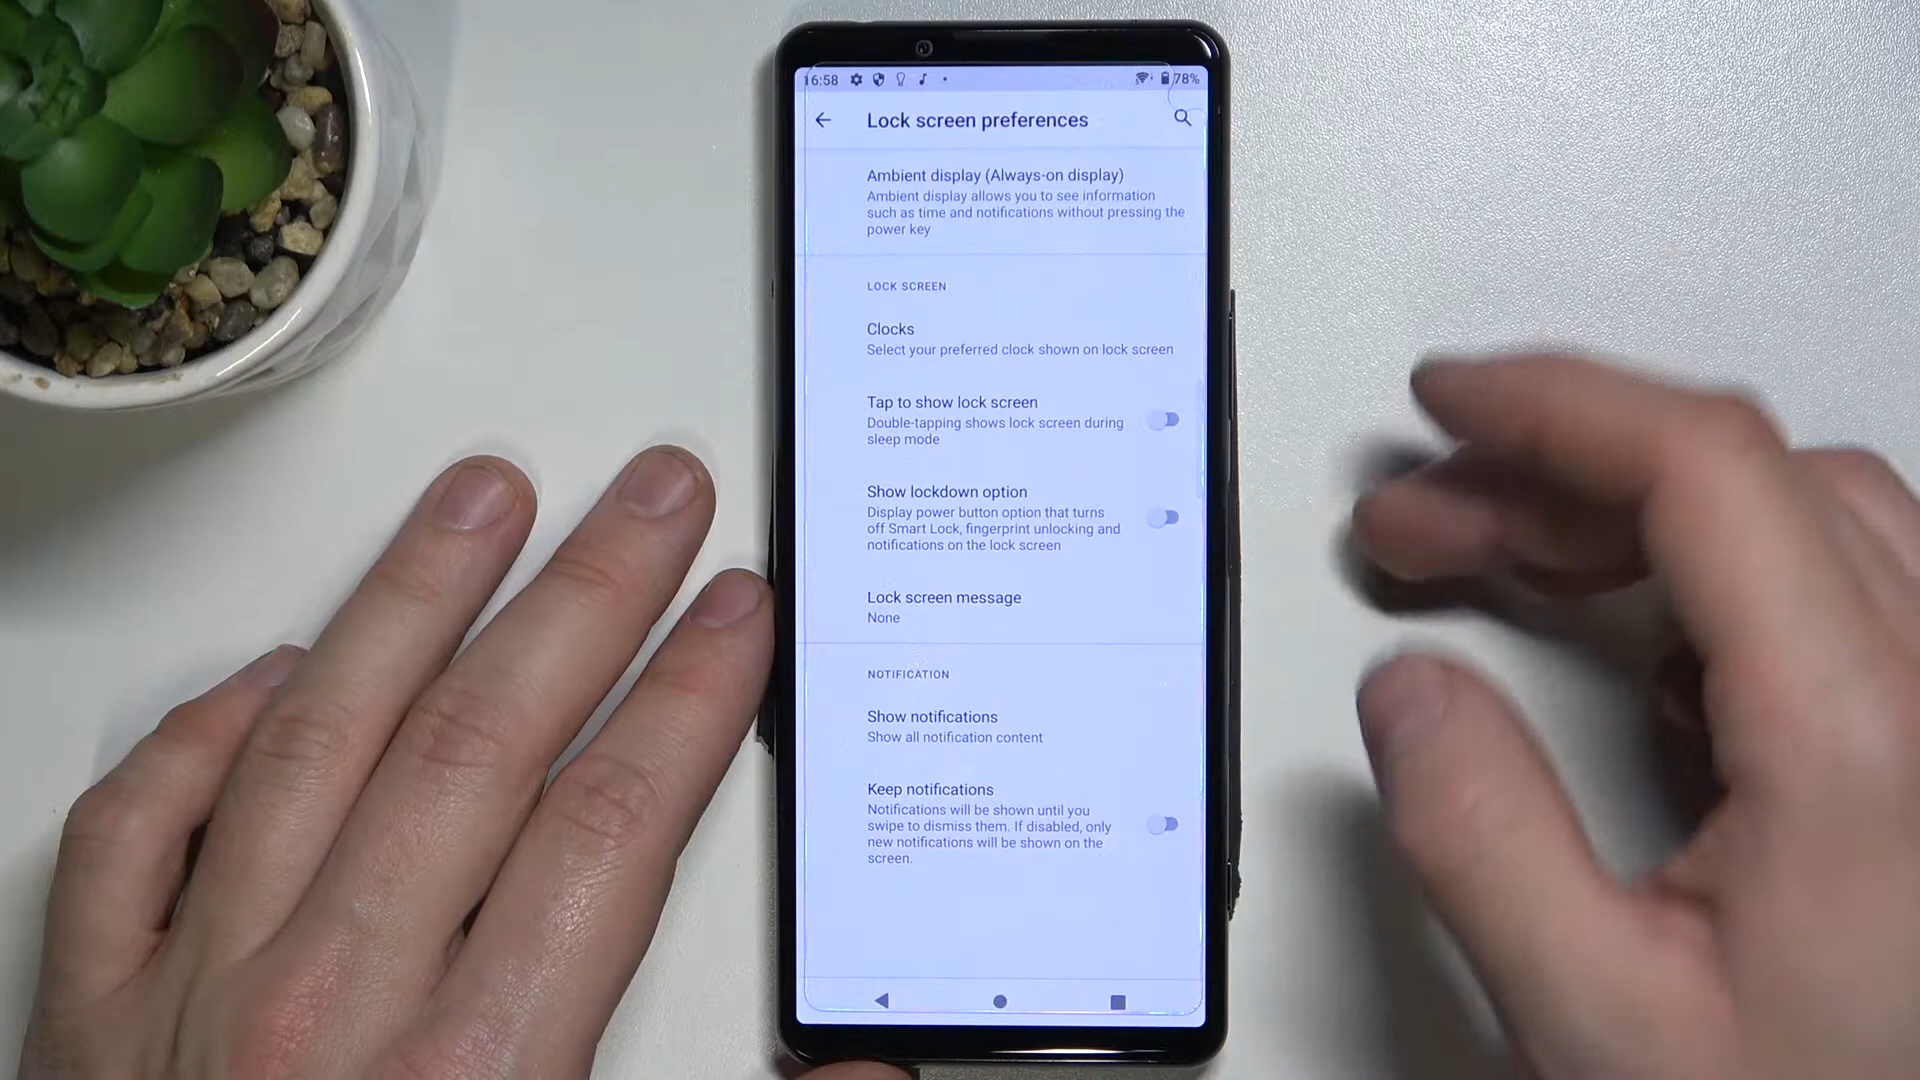 16:58
78%
Lock screen preferences
Ambient display (Always-on display)
Ambient display allows you to see information
such as time and notifications without pressing the
power key
LOCK SCREEN
Clocks
Select your preferred clock shown on lock screen
Tap to show lock screen
Double-tapping shows lock screen during
sleep mode
Show lockdown option
Display power button option that turns
off Smart Lock, fingerprint unlocking and
notifications on the lock screen
Lock screen message
None
NOTIFICATION
Show notifications
Show all notification content
Keep notifications
Notifications will be shown until you
swipe to dismiss them. If disabled, only
new notifications will be shown on the
screen.